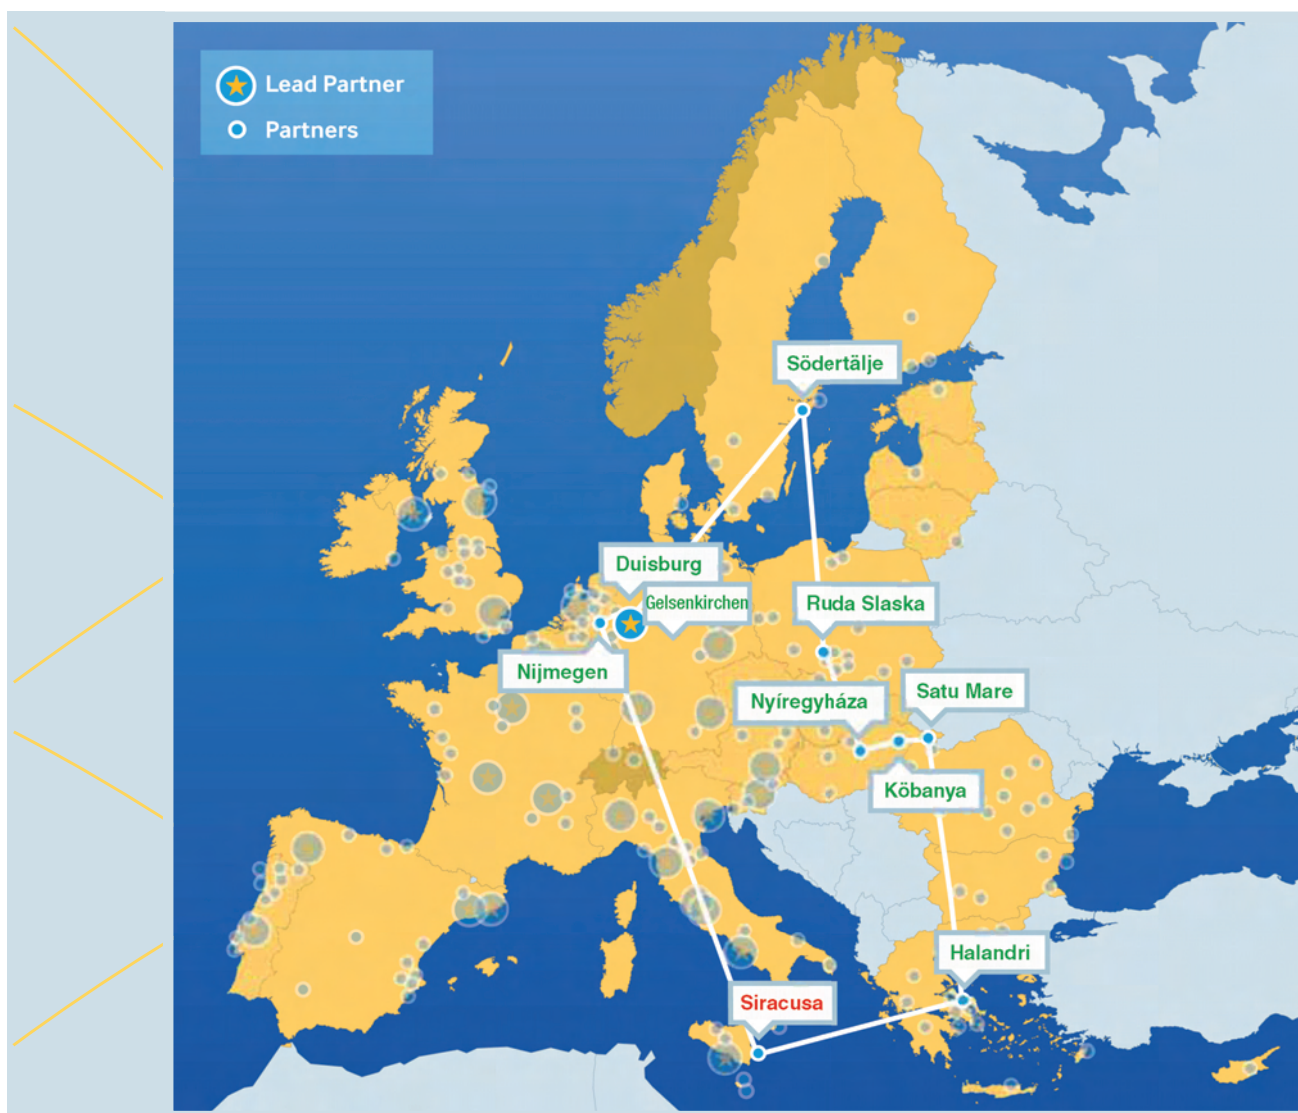 Lead Partner
Partners
Södertälje
Duisburg
Gelsenkirchen
Ruda Slaska
Nijmegen
Nyíregyháza
Satu Mare
Köbanya
Halandri
Siracusa